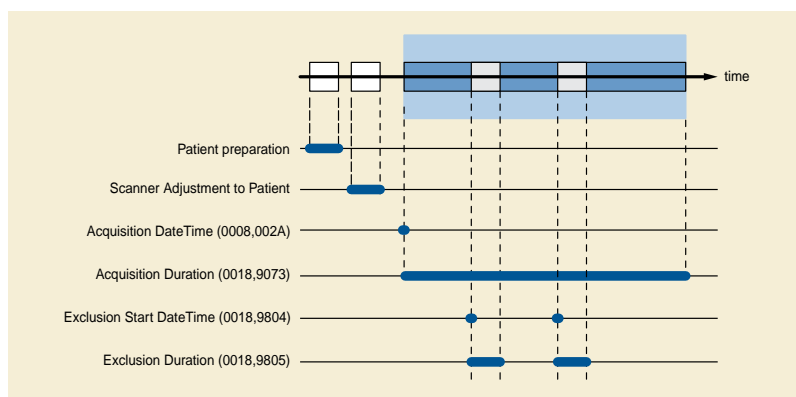 time
Patient preparation
Scanner Adjustment to Patient
Acquisition DateTime (0008,002A)
Acquisition Duration (0018,9073)
Exclusion Start DateTime (0018,9804)
Exclusion Duration (0018,9805)